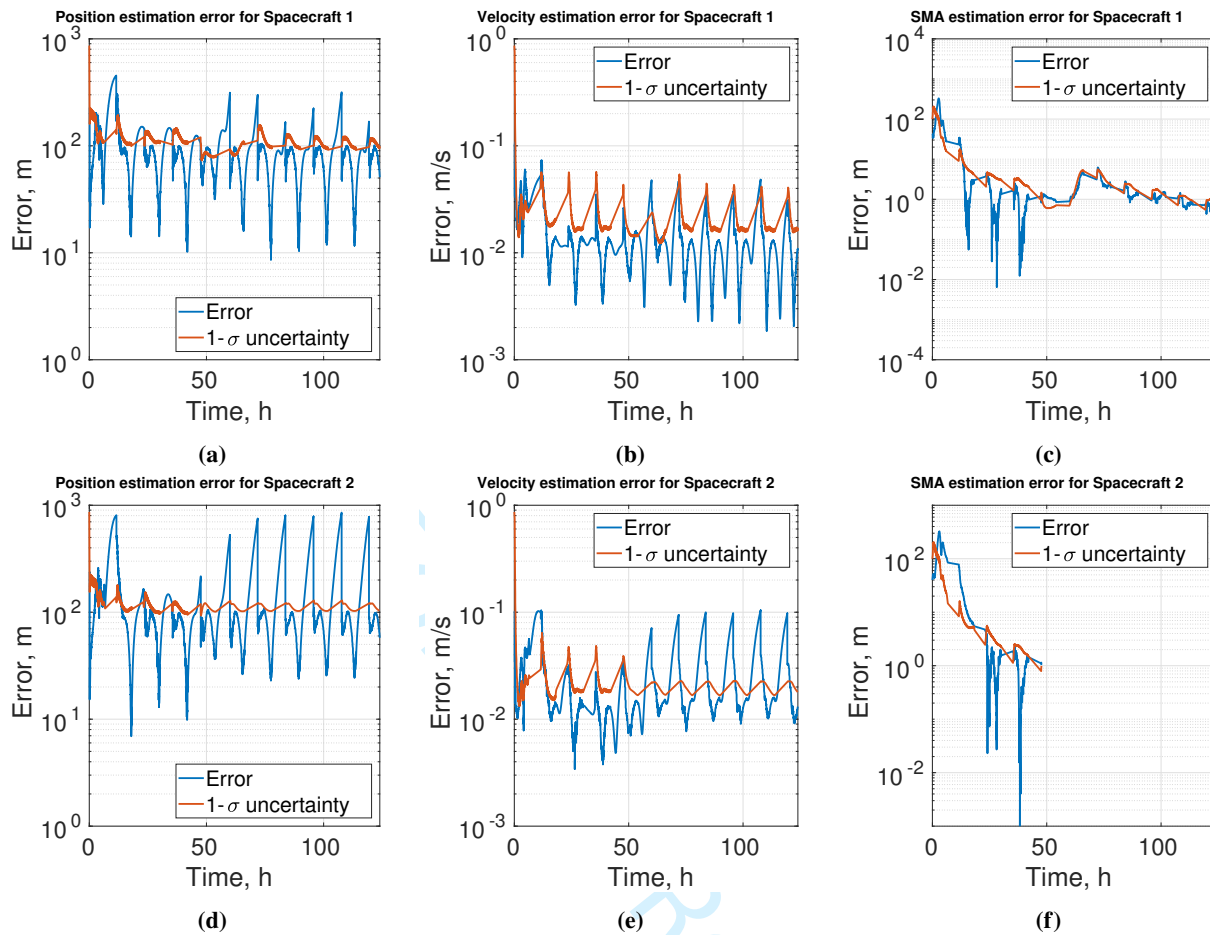 Position estimation error for Spacecraft 1
10^3
10^2
10^1
10^0
Error, m
Error
1-σ uncertainty
0
50
100
Time, h
(a)
Velocity estimation error for Spacecraft 1
10^0
10^-1
10^-2
10^-3
Error, m/s
Error
1-σ uncertainty
0
50
100
Time, h
(b)
SMA estimation error for Spacecraft 1
10^4
10^2
10^0
10^-2
10^-4
Error, m
Error
1-σ uncertainty
0
50
100
Time, h
(c)
Position estimation error for Spacecraft 2
10^3
10^2
10^1
10^0
Error, m
Error
1-σ uncertainty
0
50
100
Time, h
(d)
Velocity estimation error for Spacecraft 2
10^0
10^-1
10^-2
10^-3
Error, m/s
Error
1-σ uncertainty
0
50
100
Time, h
(e)
SMA estimation error for Spacecraft 2
10^2
10^0
10^-2
Error, m
Error
1-σ uncertainty
0
50
100
Time, h
(f)